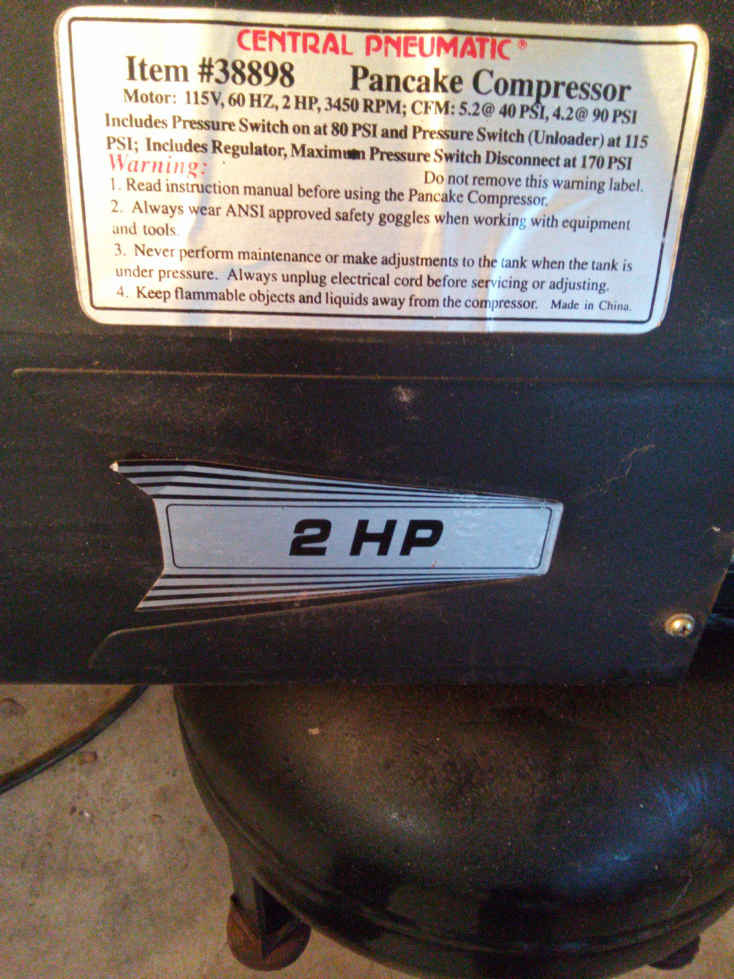 CENTRAL PNEUMATIC®
Item #38898 Pancake Compressor
Motor: 115V, 60 HZ, 2 HP, 3450 RPM; CFM: 5.2@ 40 PSI, 4.2@ 90 PSI
Includes Pressure Switch on at 80 PSI and Pressure Switch (Unloader) at 115
PSI; Includes Regulator, Maximum Pressure Switch Disconnect at 170 PSI
Warning: Do not remove this warning label.
1. Read instruction manual before using the Pancake Compressor.
2. Always wear ANSI approved safety goggles when working with equipment
and tools.
3. Never perform maintenance or make adjustments to the tank when the tank is
under pressure. Always unplug electrical cord before servicing or adjusting.
4. Keep flammable objects and liquids away from the compressor. Made in China.
2 HP